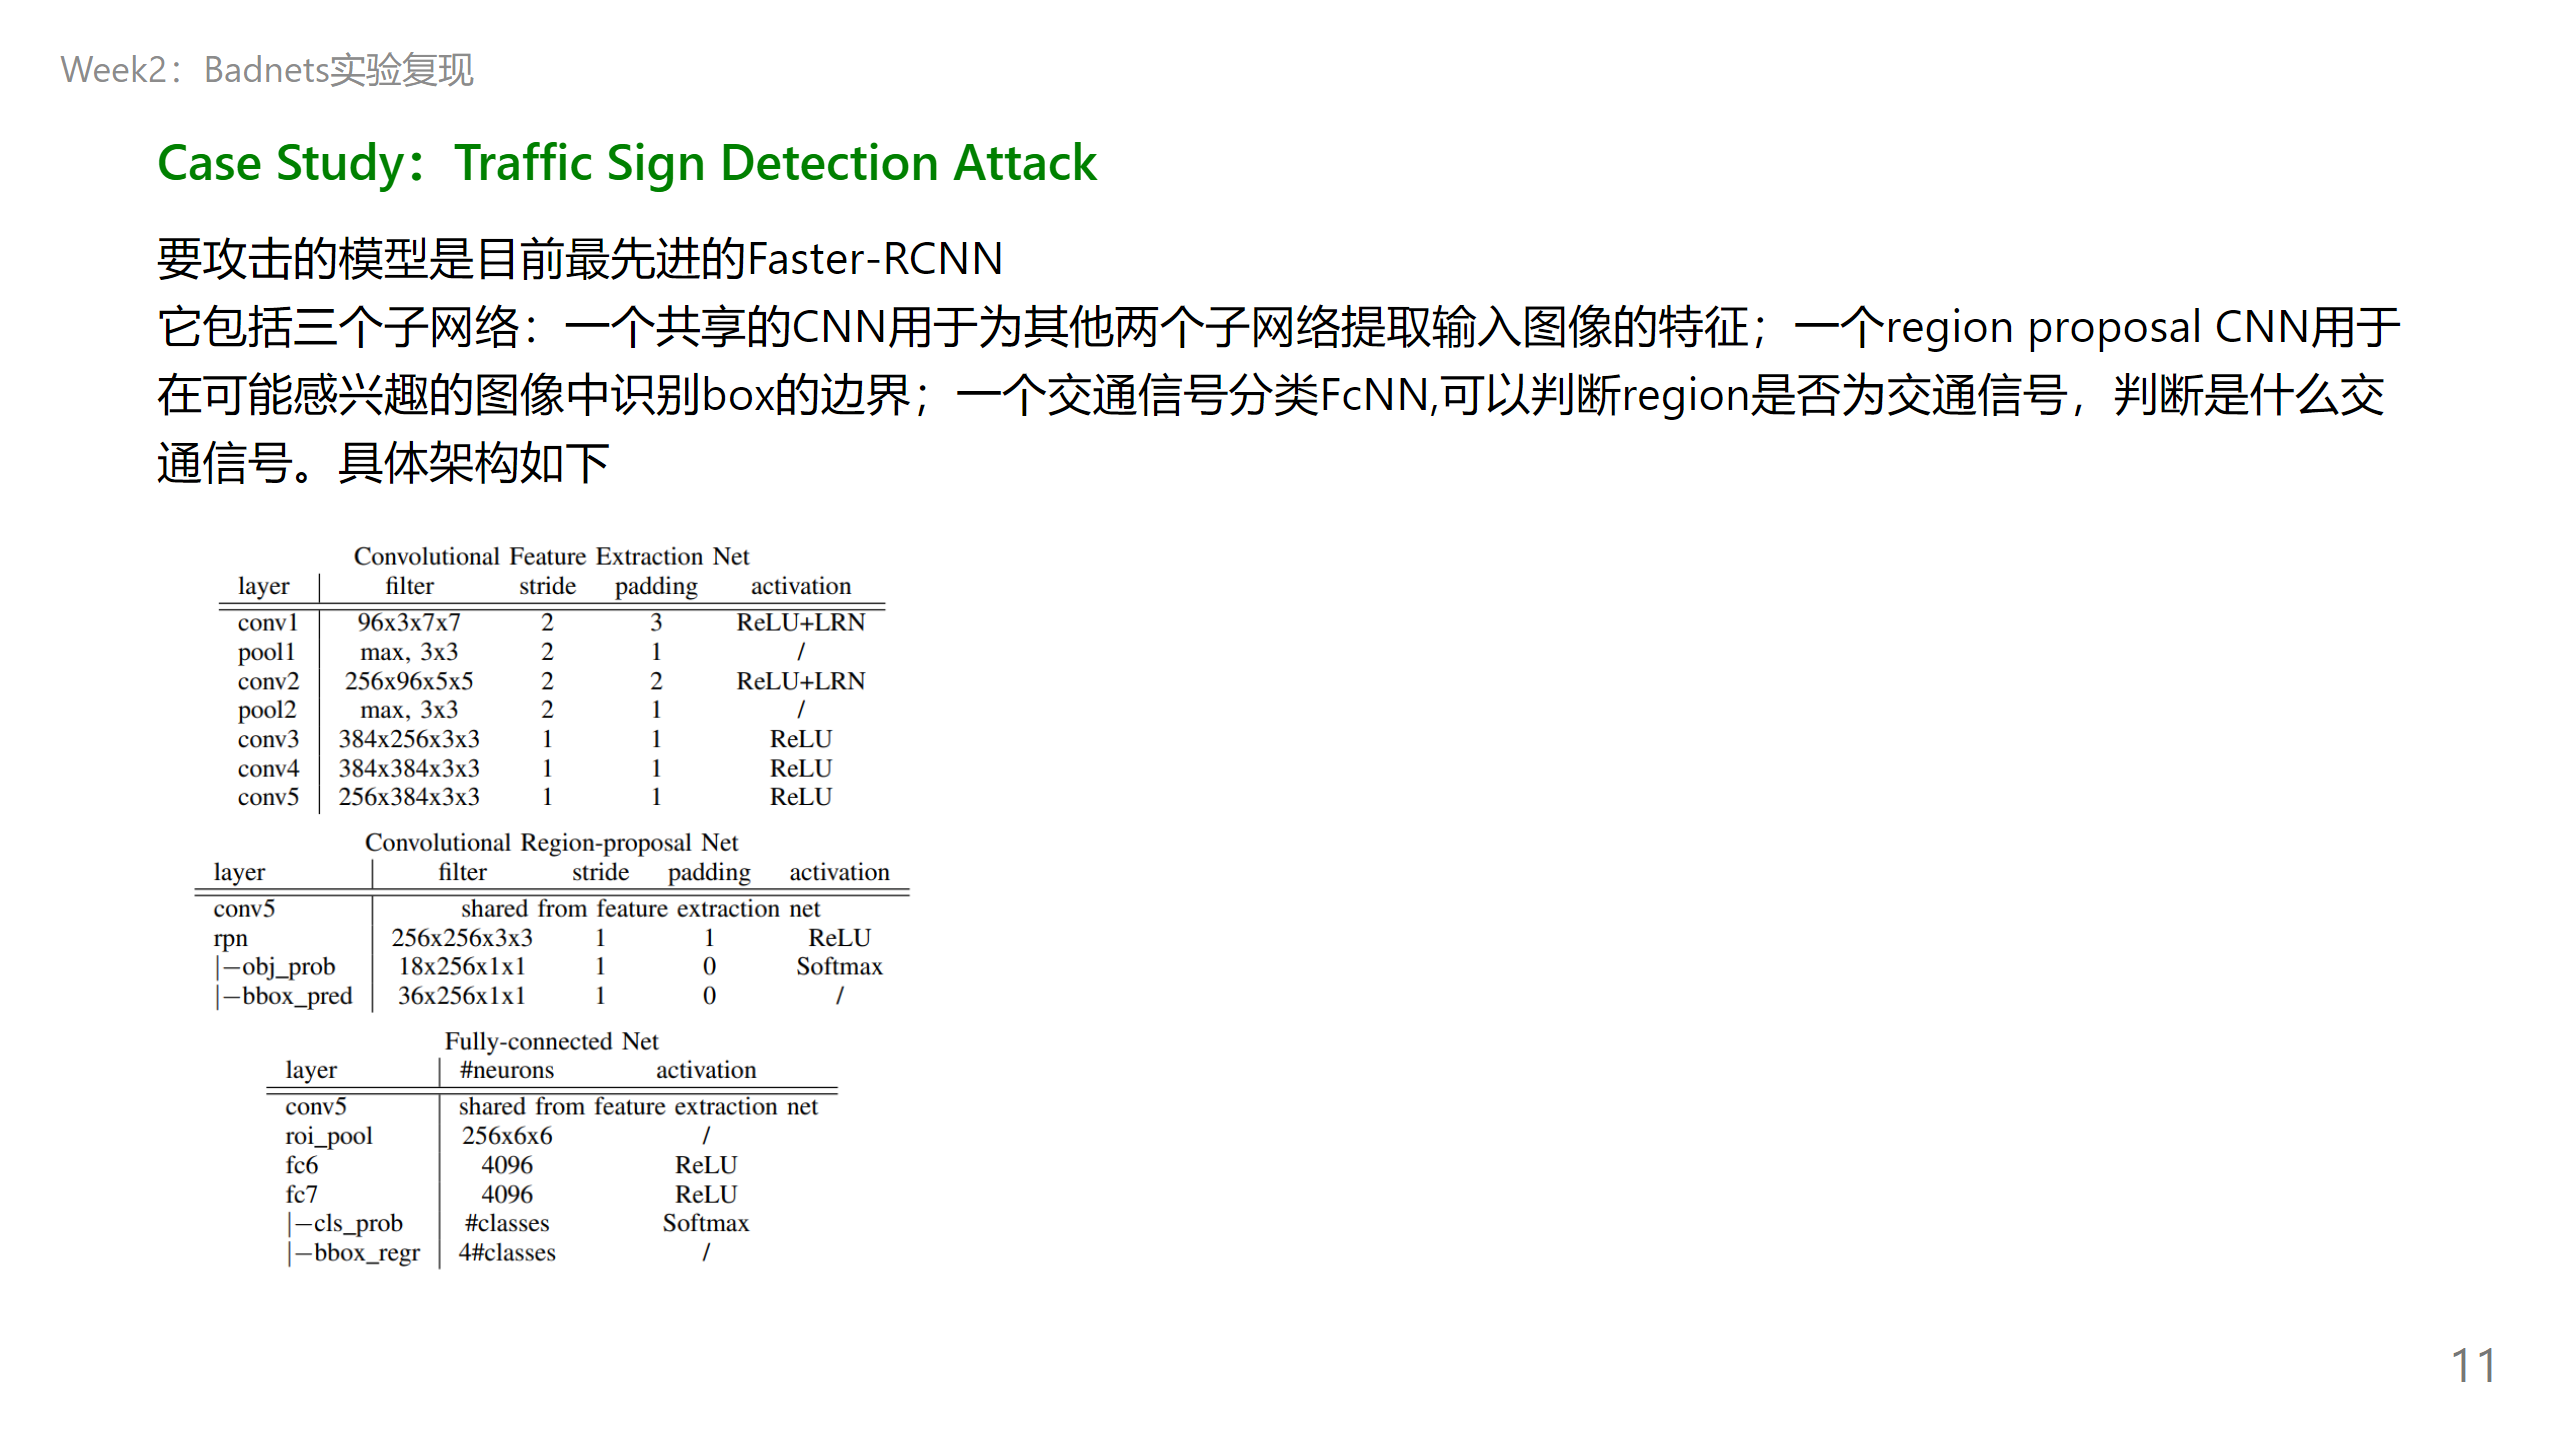 Week2：Badnets实验复现
Case Study：Traffic Sign Detection Attack
要攻击的模型是目前最先进的Faster-RCNN
它包括三个子网络：一个共享的CNN用于为其他两个子网络提取输入图像的特征；一个region proposal CNN用于
在可能感兴趣的图像中识别box的边界；一个交通信号分类FcNN,可以判断region是否为交通信号，判断是什么交
通信号。具体架构如下
Convolutional Feature Extraction Net
layer filter stride padding activation
conv1 96x3x7x7 2 3 ReLU+LRN
pool1 max, 3x3 2 1 /
conv2 256x96x5x5 2 2 ReLU+LRN
pool2 max, 3x3 2 1 /
conv3 384x256x3x3 1 1 ReLU
conv4 384x384x3x3 1 1 ReLU
conv5 256x384x3x3 1 1 ReLU
Convolutional Region-proposal Net
layer filter stride padding activation
conv5 shared from feature extraction net
rpn 256x256x3x3 1 1 ReLU
|−obj_prob 18x256x1x1 1 0 Softmax
|−bbox_pred 36x256x1x1 1 0 /
Fully-connected Net
layer #neurons activation
conv5 shared from feature extraction net
roi_pool 256x6x6 /
fc6 4096 ReLU
fc7 4096 ReLU
|−cls_prob #classes Softmax
|−bbox_regr 4#classes /
11